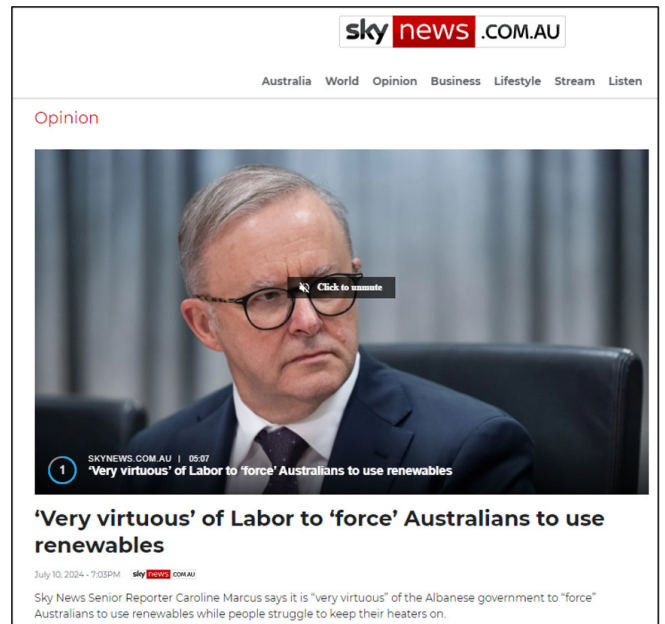 sky news .COM.AU
Australia World Opinion Business Lifestyle Stream Listen
Opinion
Click to unmute
SKYNEWS.COM.AU | 05:07
1 ‘Very virtuous’ of Labor to ‘force’ Australians to use renewables
‘Very virtuous’ of Labor to ‘force’ Australians to use
renewables
July 10, 2024 - 7:03PM sky news .COM.AU
Sky News Senior Reporter Caroline Marcus says it is “very virtuous” of the Albanese government to “force”
Australians to use renewables while people struggle to keep their heaters on.